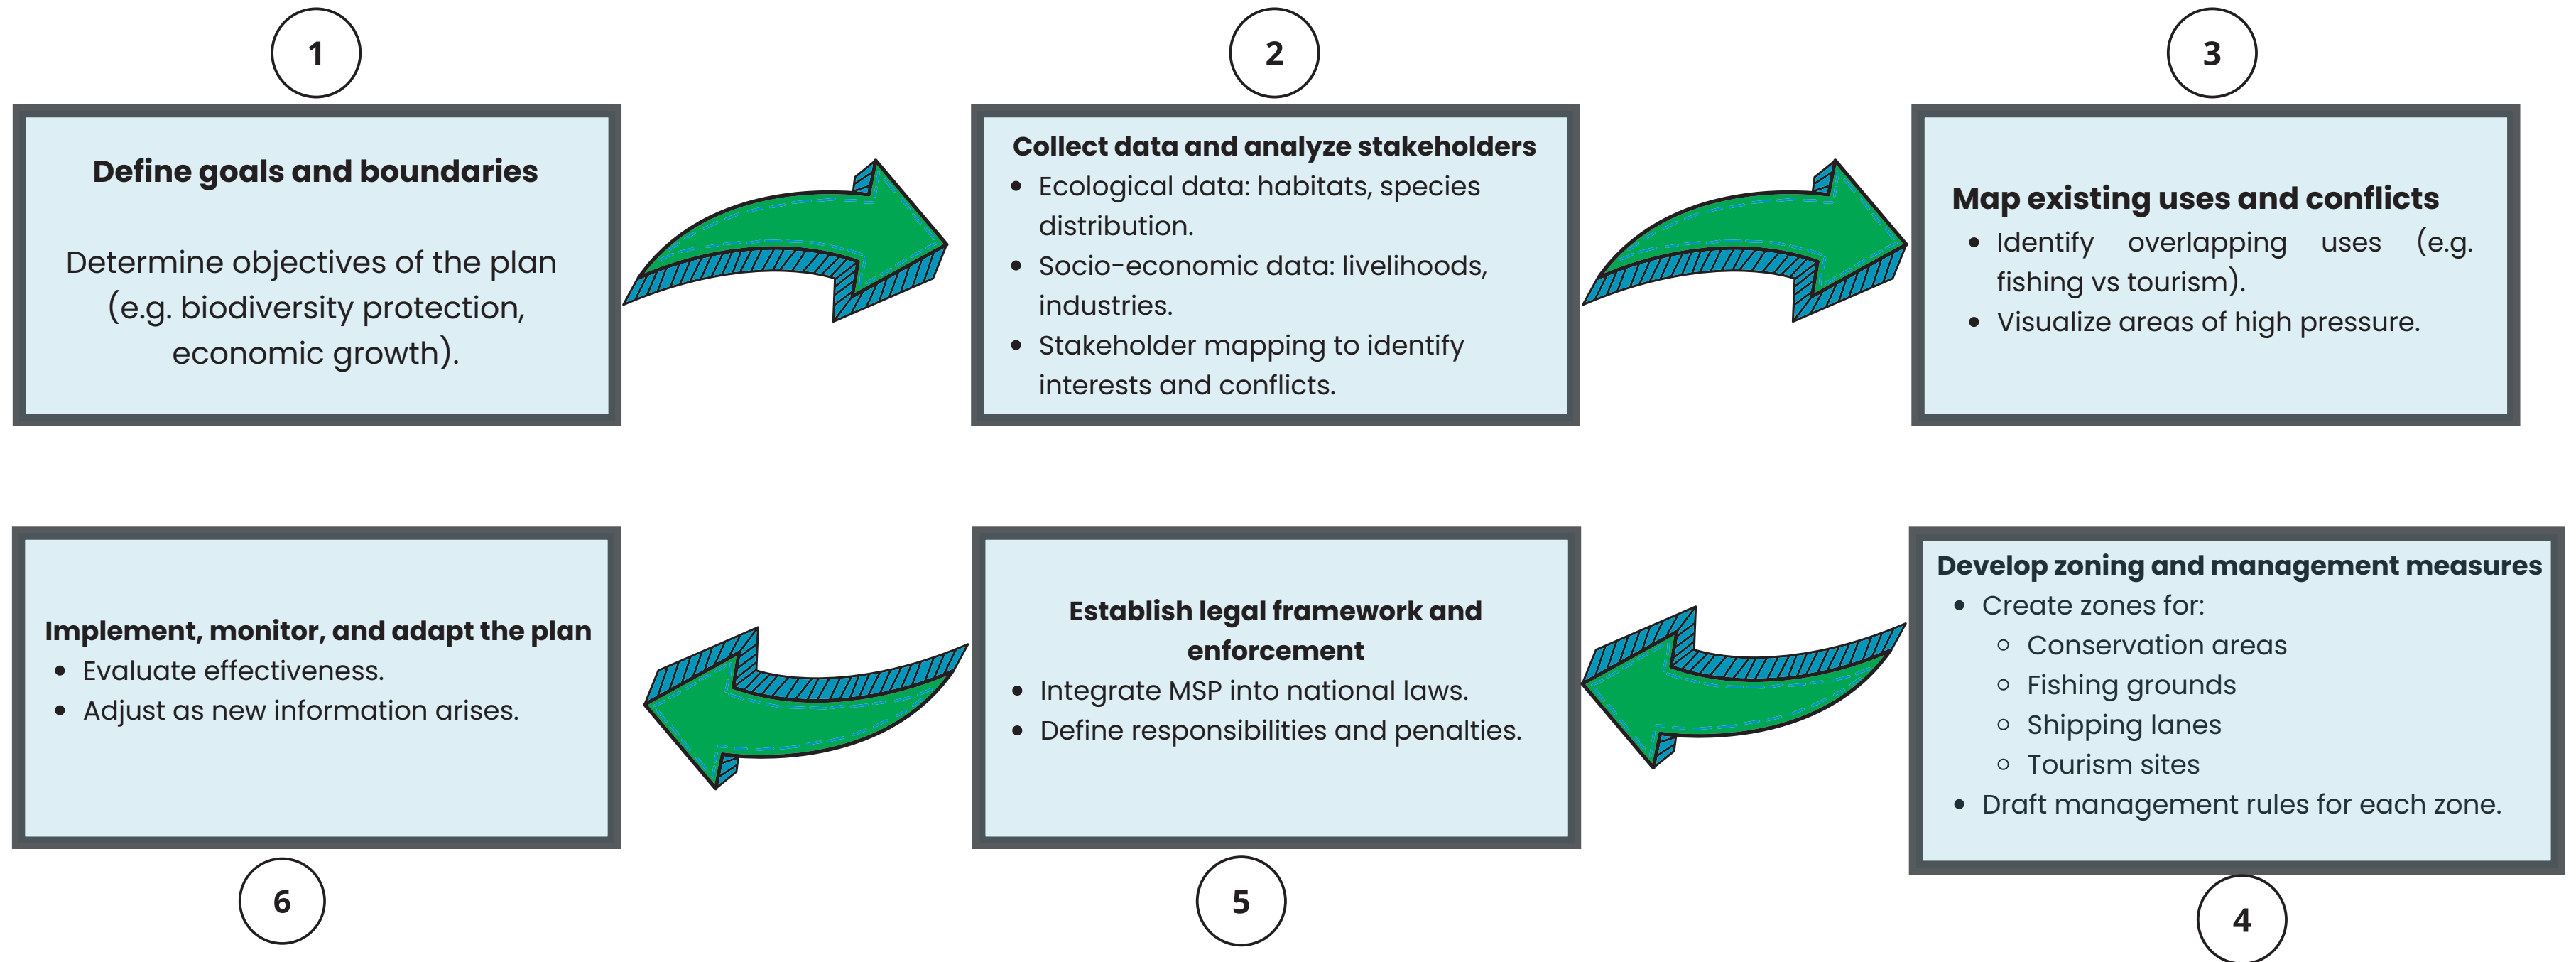 1
Define goals and boundaries
Determine objectives of the plan
(e.g. biodiversity protection,
economic growth).
2
Collect data and analyze stakeholders
• Ecological data: habitats, species
distribution.
• Socio-economic data: livelihoods,
industries.
• Stakeholder mapping to identify
interests and conflicts.
3
Map existing uses and conflicts
• Identify overlapping uses (e.g.
fishing vs tourism).
• Visualize areas of high pressure.
Develop zoning and management measures
• Create zones for:
○ Conservation areas
○ Fishing grounds
○ Shipping lanes
○ Tourism sites
• Draft management rules for each zone.
4
Establish legal framework and
enforcement
• Integrate MSP into national laws.
• Define responsibilities and penalties.
5
Implement, monitor, and adapt the plan
• Evaluate effectiveness.
• Adjust as new information arises.
6